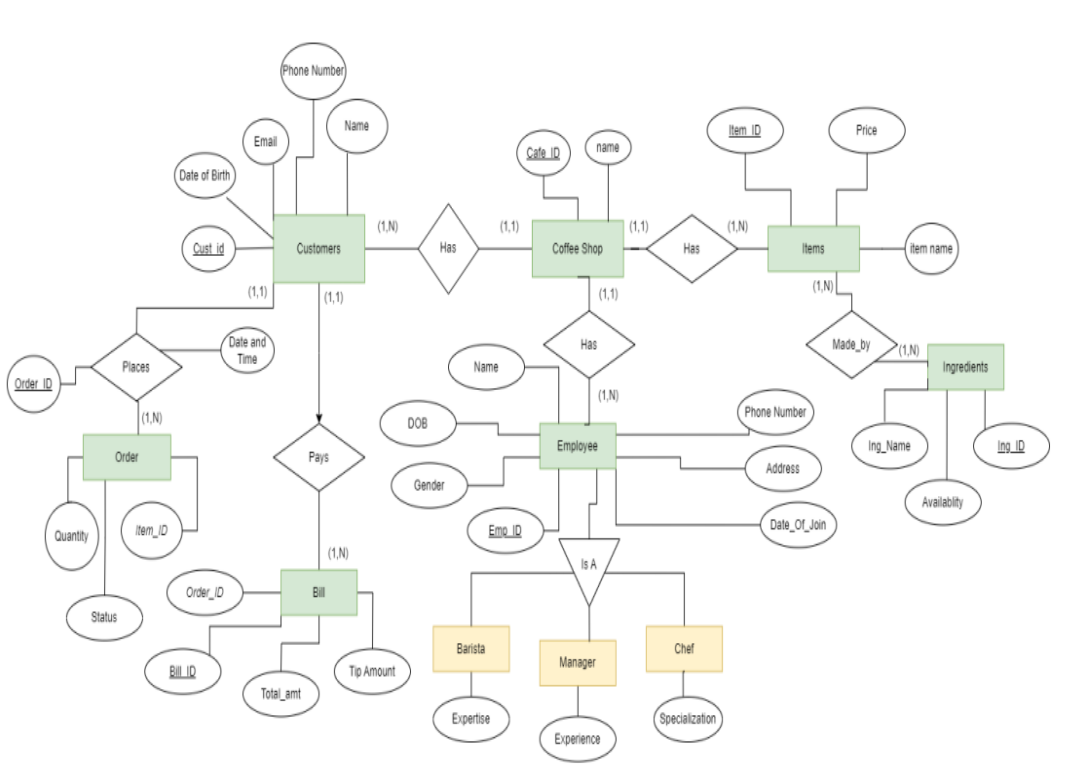 Phone Number
Name
Email
Date of Birth
Cust_id
Customers
(1,N)
Has
(1,1)
Cafe_ID
name
Coffee Shop
(1,1)
Has
(1,N)
Item_ID
Price
Items
item name
(1,1)
(1,1)
(1,1)
(1,N)
Places
Date and
Time
Order_ID
(1,N)
Order
Quantity
Item_ID
Status
Pays
(1,N)
Bill
Order_ID
Bill_ID
Total_amt
Tip Amount
Has
(1,N)
Name
DOB
Gender
Emp_ID
Employee
Phone Number
Address
Date_Of_Join
Is A
Barista
Manager
Chef
Expertise
Experience
Specialization
Made_by
(1,N)
Ingredients
Ing_Name
Ing_ID
Availablity